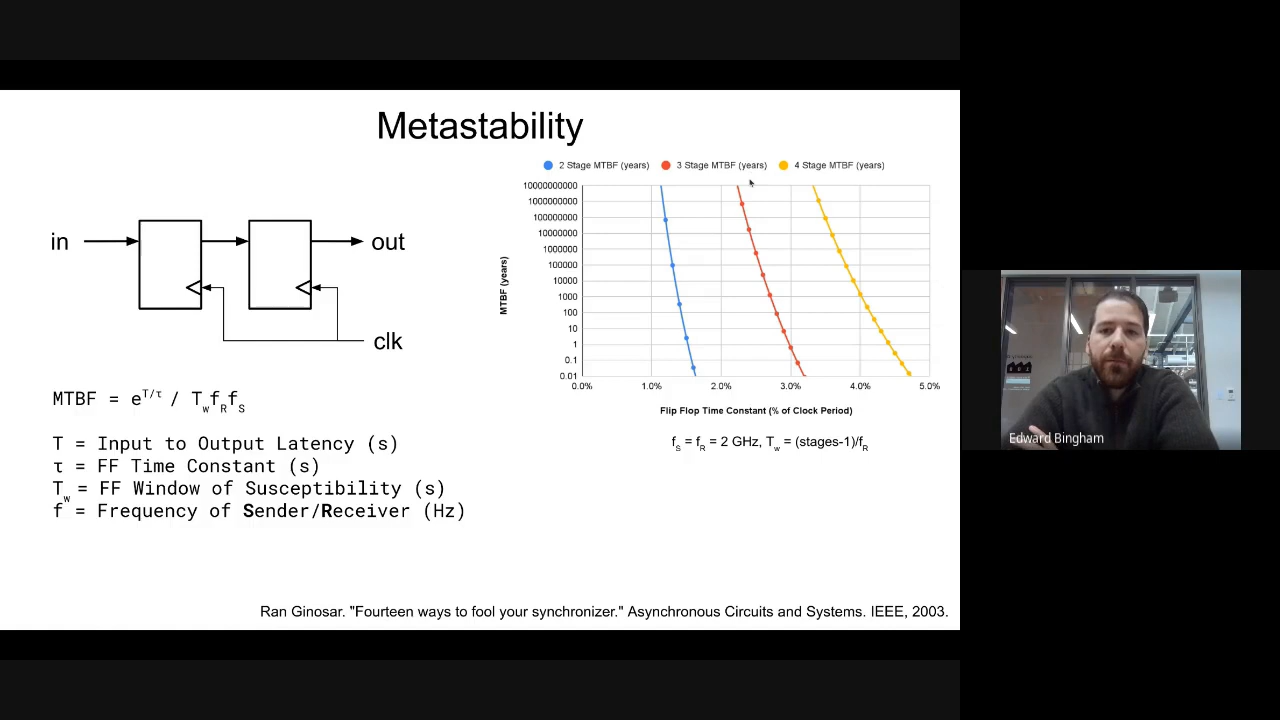 Metastability
2 Stage MTBF (years) 3 Stage MTBF (years) 4 Stage MTBF (years)
in
out
clk
MTBF (years)
10000000000
1000000000
100000000
10000000
1000000
100000
10000
1000
100
10
1
0.1
0.01
0.0% 1.0% 2.0% 3.0% 4.0% 5.0%
Flip Flop Time Constant (% of Clock Period)
fS = fR = 2 GHz, Tw = (stages-1)/fR
MTBF = e^T/τ / TwfRfS
T = Input to Output Latency (s)
τ = FF Time Constant (s)
Tw = FF Window of Susceptibility (s)
f = Frequency of Sender/Receiver (Hz)
Ran Ginosar. "Fourteen ways to fool your synchronizer." Asynchronous Circuits and Systems. IEEE, 2003.
Edward Bingham